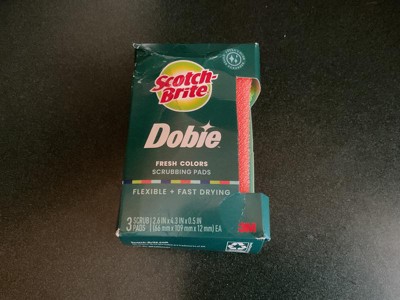 Scotch-
Brite
Dobie
FRESH COLORS
SCRUBBING PADS
FLEXIBLE + FAST DRYING
3 SCRUB PADS
2.6 IN x 4.3 IN x 0.5 IN
(66 mm x 109 mm x 12 mm) EA